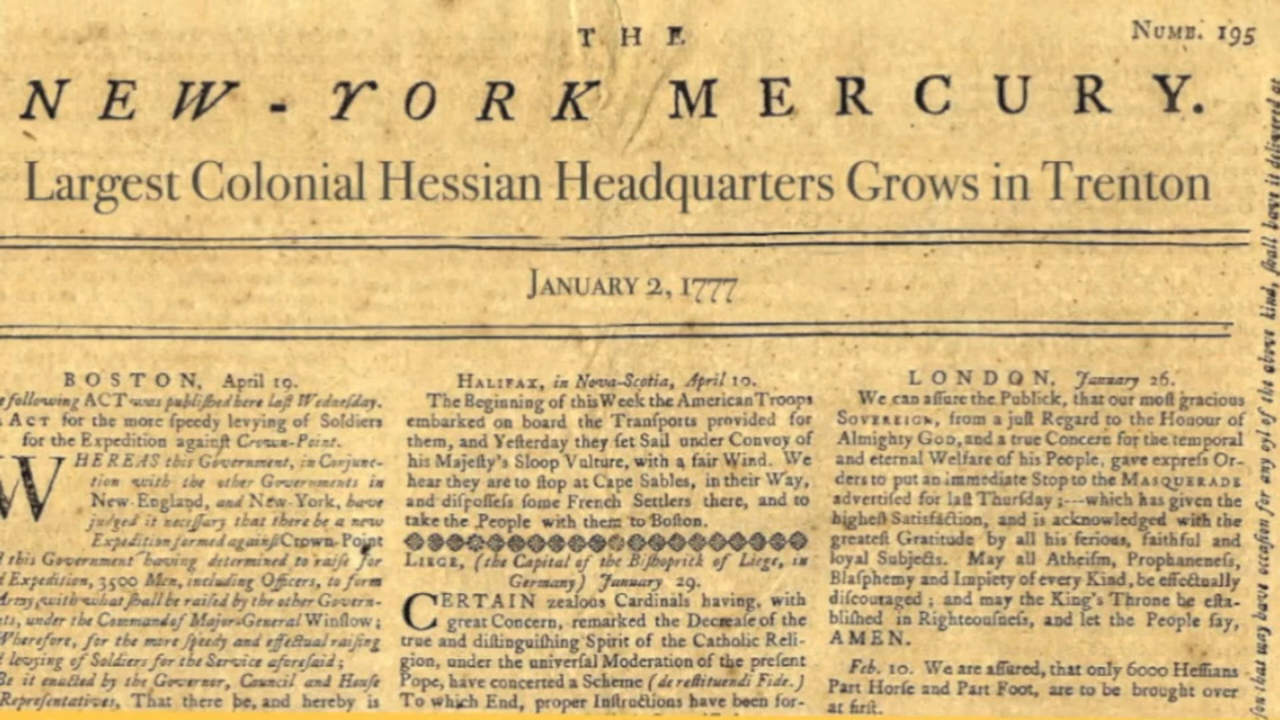 THE
NUMB. 195
NEW-YORK MERCURY.
Largest Colonial Hessian Headquarters Grows in Trenton
JANUARY 2, 1777
BOSTON, April 19.
following ACT was publiſhed here laſt Wedneſday.
ACT for the more ſpeedy levying of Soldiers
for the Expedition againſt Crown-Point.
WHEREAS this Government, in Conjunc-
tion with the other Governments in
New-England, and New-York, have
judged it neceſſary that there be a new
Expedition formed againſt Crown-Point
this Government having determined to raiſe for
Expedition, 3500 Men, including Officers, to form
Army, with what ſhall be raiſed by the other Govern-
under the Command of Major-General Winſlow;
Wherefore, for the more ſpeedy and effectual raiſing
levying of Soldiers for the Service aforeſaid;
Be it enacted by the Governor, Council and Houſe
Repreſentatives, That there be, and hereby is
HALIFAX, in Nova-Scotia, April 10.
The Beginning of this Week the American Troops
embarked on board the Tranſports provided for
them, and Yeſterday they ſet Sail under Convoy of
his Majeſty's Sloop Vulture, with a fair Wind. We
hear they are to ſtop at Cape Sables, in their Way,
and diſpoſſeſs ſome French Settlers there, and to
take the People with them to Boſton.
LIEGE, (the Capital of the Biſhoprick of Liege, in
Germany) January 29.
CERTAIN zealous Cardinals having, with
great Concern, remarked the Decreaſe of the
true and diſtinguiſhing Spirit of the Catholic Reli-
gion, under the univerſal Moderation of the preſent
Pope, have concerted a Scheme (de reſtituendi Fide.)
To which End, proper Inſtructions have been for-
LONDON, January 26.
We can aſſure the Publick, that our moſt gracious
SOVEREIGN, from a juſt Regard to the Honour of
Almighty GOD, and a true Concern for the temporal
and eternal Welfare of his People, gave expreſs Or-
ders to put an immediate Stop to the MASQUERADE
advertiſed for laſt Thurſday;---which has given the
higheſt Satisfaction, and is acknowledged with the
greateſt Gratitude by all his ſerious, faithful and
loyal Subjects. May all Atheiſm, Prophaneneſs,
Blaſphemy and Impiety of every Kind, be effectually
diſcouraged; and may the King's Throne be eſta-
bliſhed in Righteouſneſs, and let the People ſay,
AMEN.
Feb. 10. We are aſſured, that only 6000 Heſſians
Part Horſe and Part Foot, are to be brought over
at firſt.
occaſion for any of the above kind, ſhall have it delivered